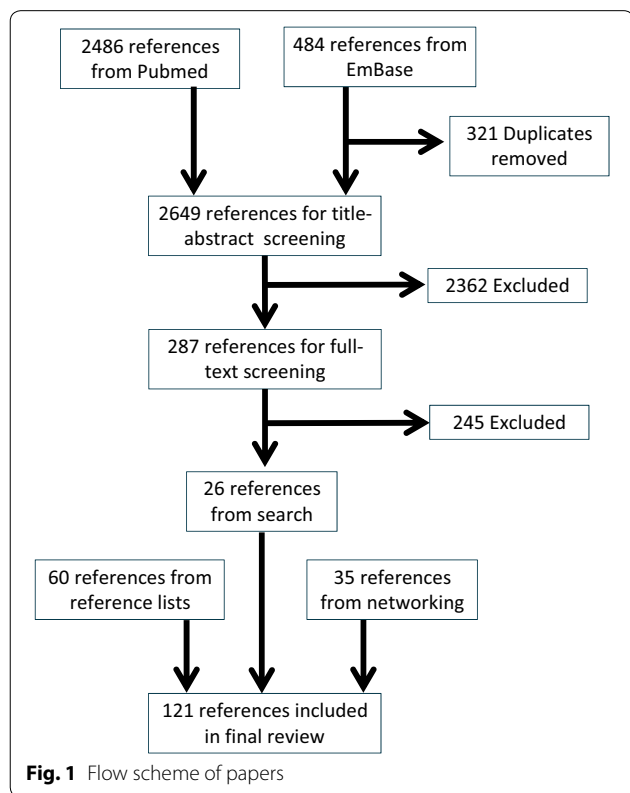 2486 references
from Pubmed
484 references from
EmBase
321 Duplicates
removed
2649 references for title-
abstract screening
2362 Excluded
287 references for full-
text screening
245 Excluded
26 references
from search
60 references from
reference lists
35 references
from networking
121 references included
in final review
Fig. 1 Flow scheme of papers